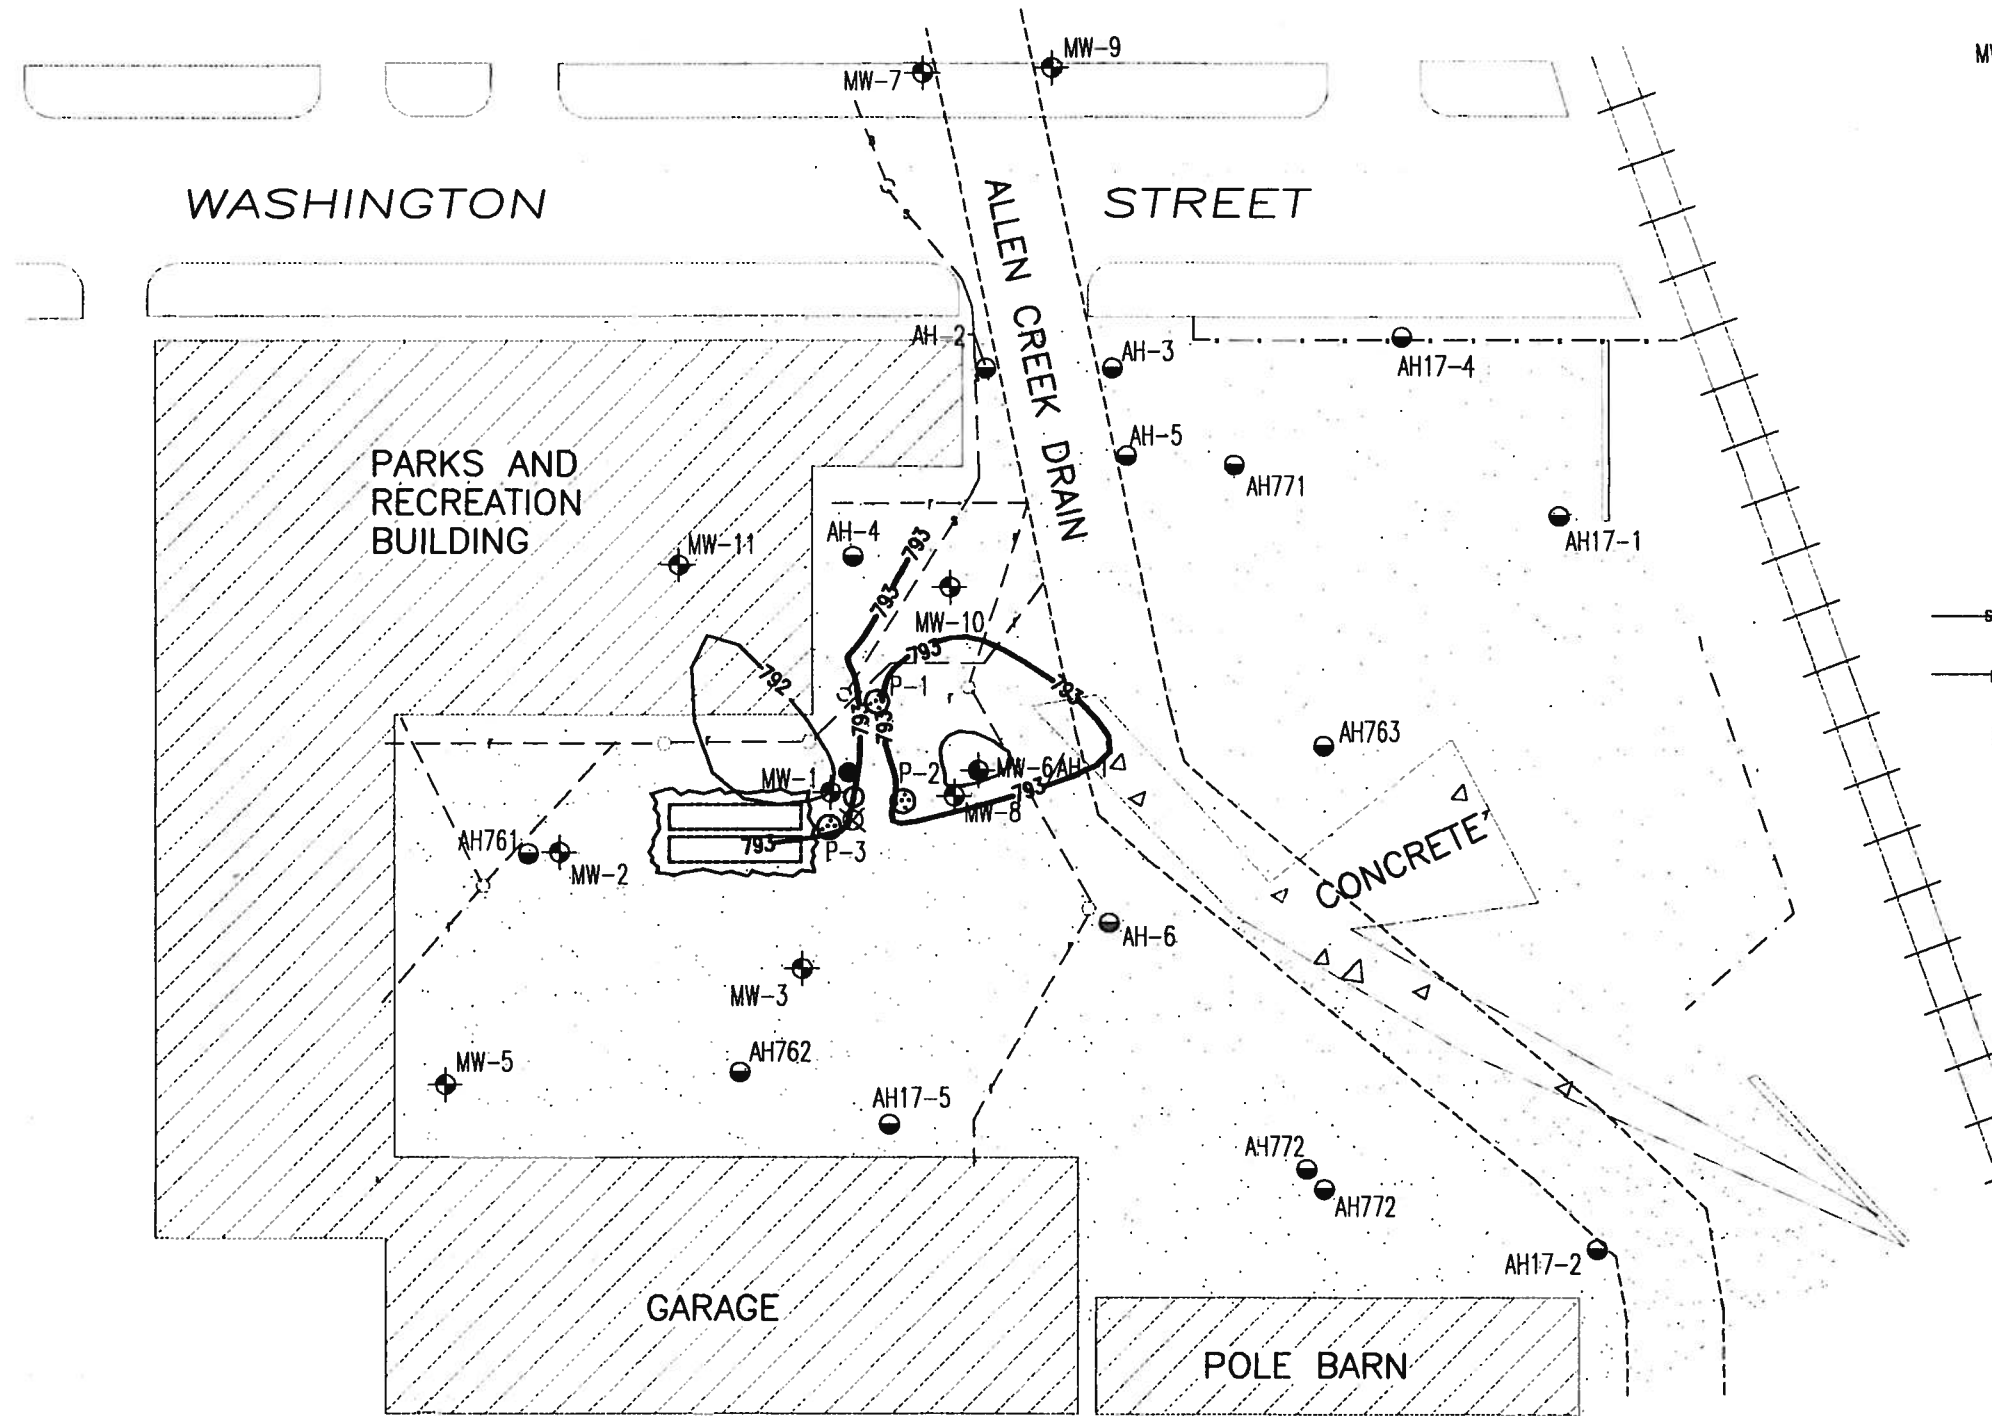 MW-9
MW-7
WASHINGTON STREET
ALLEN CREEK DRAIN
AH-2
AH-3
AH17-4
AH-5
AH771
PARKS AND
RECREATION
BUILDING
AH17-1
AH-4
793
MW-11
793
MW-10
793
792
P-1
793
793
793
AH763
MW-1
P-2
MW-6
AH-1
793
MW-8
AH761
793
P-3
MW-2
CONCRETE
AH-6
MW-3
MW-5
AH762
AH17-5
AH772
AH772
AH17-2
GARAGE
POLE BARN